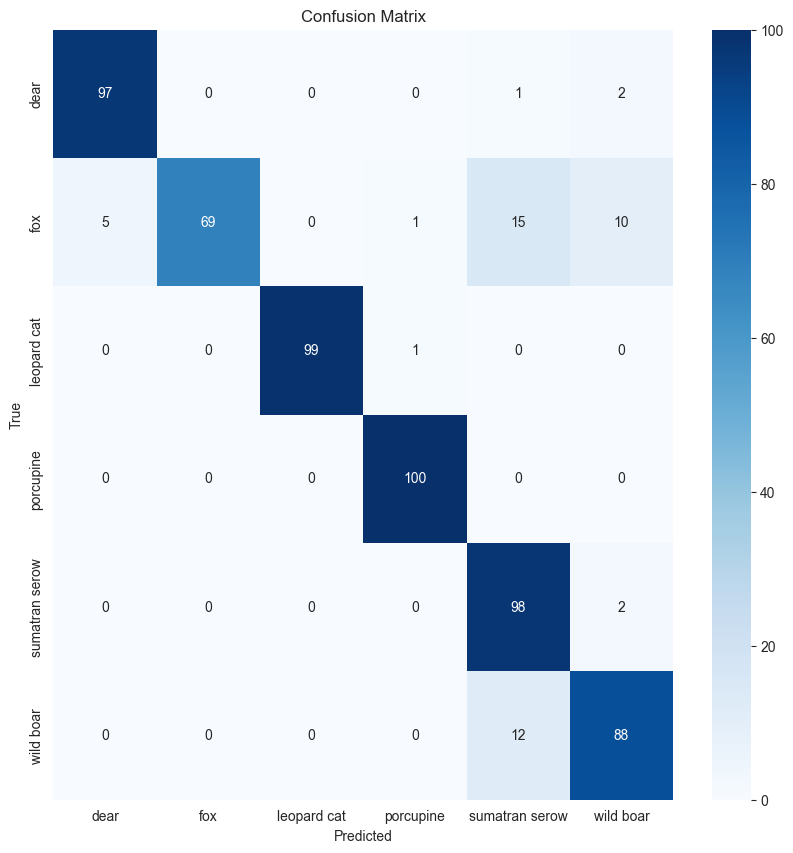 Confusion Matrix
True
dear 97 0 0 0 1 2
fox 5 69 0 1 15 10
leopard cat 0 0 99 1 0 0
porcupine 0 0 0 100 0 0
sumatran serow 0 0 0 0 98 2
wild boar 0 0 0 0 12 88
dear fox leopard cat porcupine sumatran serow wild boar
Predicted
100
80
60
40
20
0